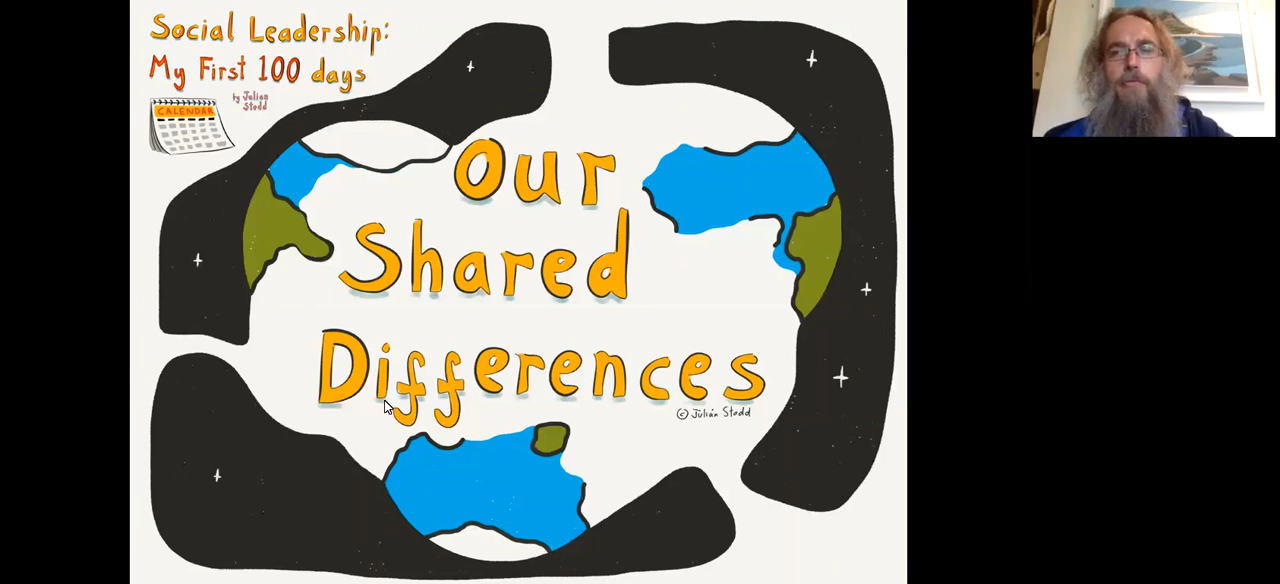 Social Leadership:
My First 100 days
by Julian
Stodd
CALENDAR
Our
Shared
Differences
© Julian Stodd